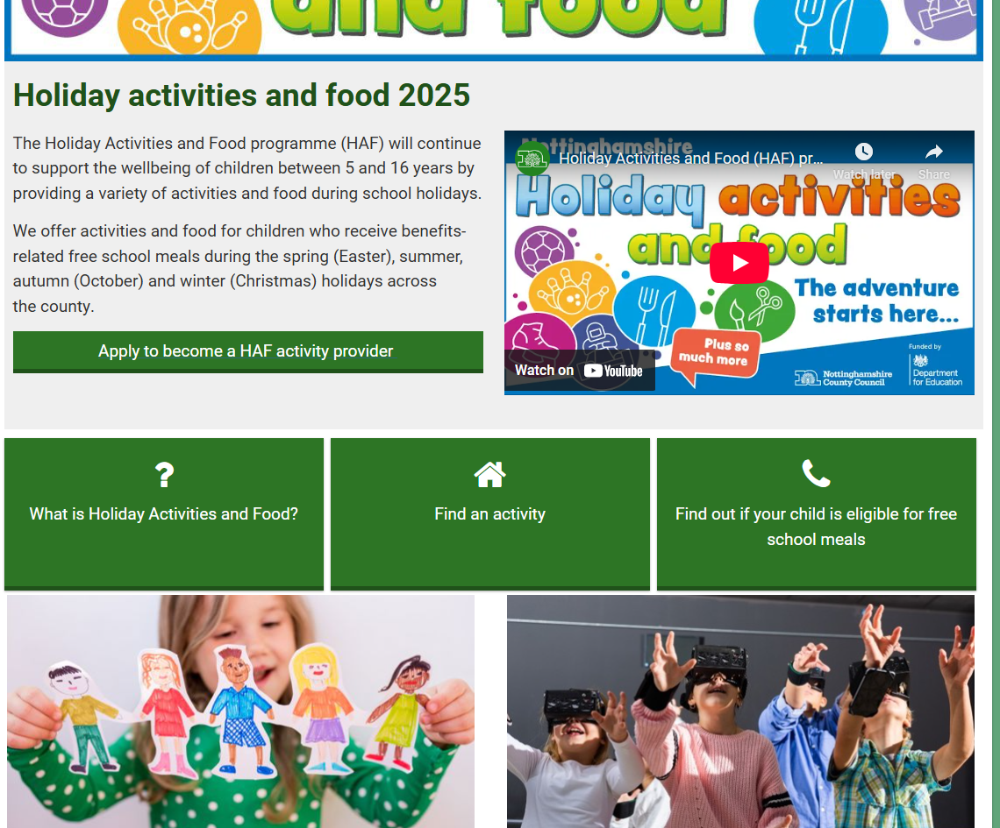 and food
Holiday activities and food 2025
The Holiday Activities and Food programme (HAF) will continue
to support the wellbeing of children between 5 and 16 years by
providing a variety of activities and food during school holidays.
We offer activities and food for children who receive benefits-
related free school meals during the spring (Easter), summer,
autumn (October) and winter (Christmas) holidays across
the county.
Apply to become a HAF activity provider
Nottinghamshire
Holiday Activities and Food (HAF) pr...
Watch later
Share
Holiday activities
and food
The adventure
starts here...
Plus so
much more
Watch on YouTube
Nottinghamshire
County Council
Funded by
Department
for Education
What is Holiday Activities and Food?
Find an activity
Find out if your child is eligible for free
school meals